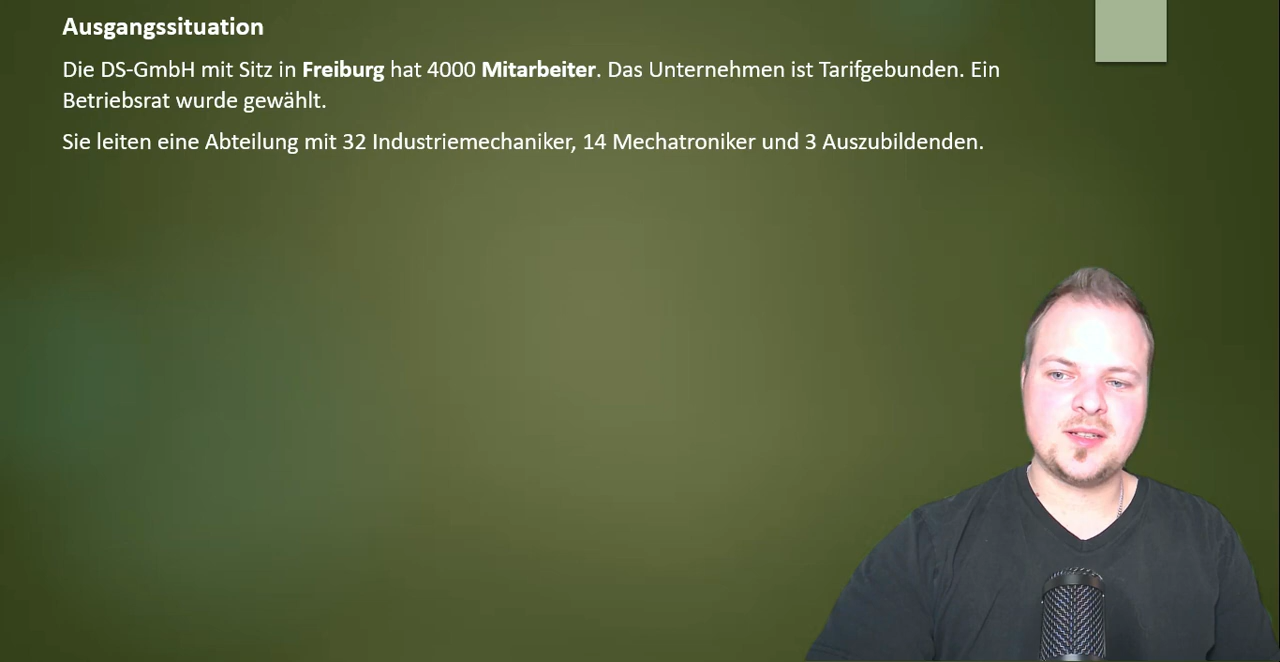 Ausgangssituation
Die DS-GmbH mit Sitz in Freiburg hat 4000 Mitarbeiter. Das Unternehmen ist Tarifgebunden. Ein
Betriebsrat wurde gewählt.
Sie leiten eine Abteilung mit 32 Industriemechaniker, 14 Mechatroniker und 3 Auszubildenden.